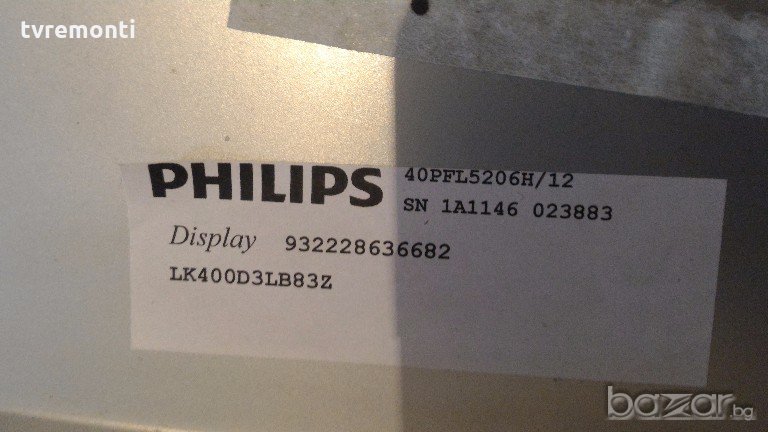 tvremonti
PHILIPS 40PFL5206H/12
SN 1A1146 023883
Display 932228636682
LK400D3LB83Z
bazar.bg